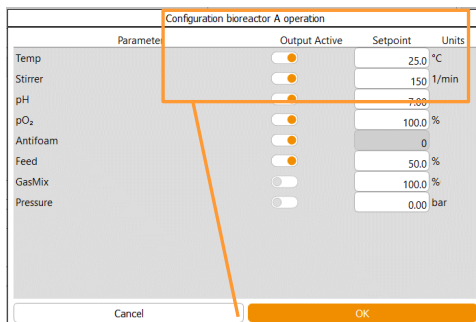 Configuration bioreactor A operation
Parameter Output Active Setpoint Units
Temp 25.0 °C
Stirrer 150 1/min
pH 7.00
pO₂ 100.0 %
Antifoam 0
Feed 50.0 %
GasMix 100.0 %
Pressure 0.00 bar
Cancel OK